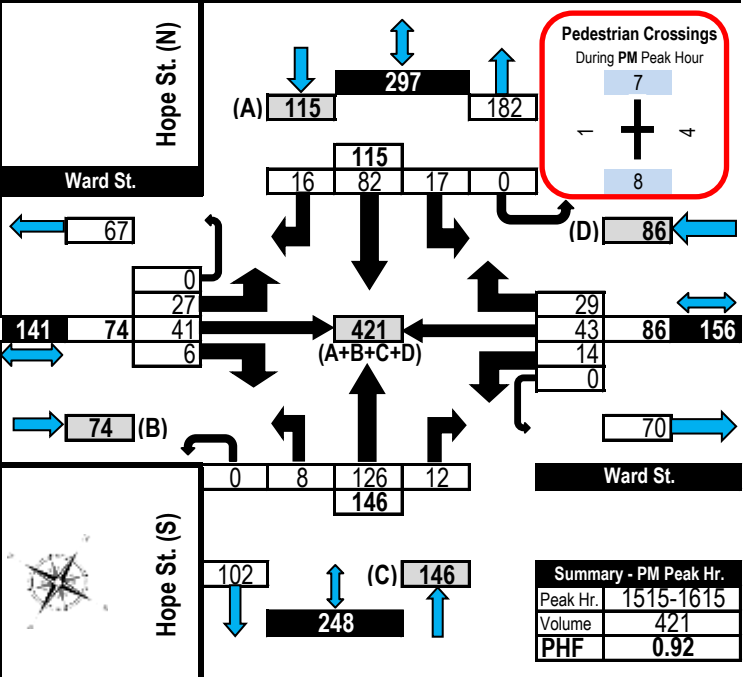 Hope St. (N)
Ward St.
297
(A) 115
182
Pedestrian Crossings
During PM Peak Hour
7
1
4
8
115
16 82 17 0
67
(D) 86
0
27
141 74 41
6
421
(A+B+C+D)
29
43 86 156
14
0
74 (B)
70
0 8 126 12
146
Ward St.
Hope St. (S)
102
(C) 146
248
Summary - PM Peak Hr.
Peak Hr. 1515-1615
Volume 421
PHF 0.92